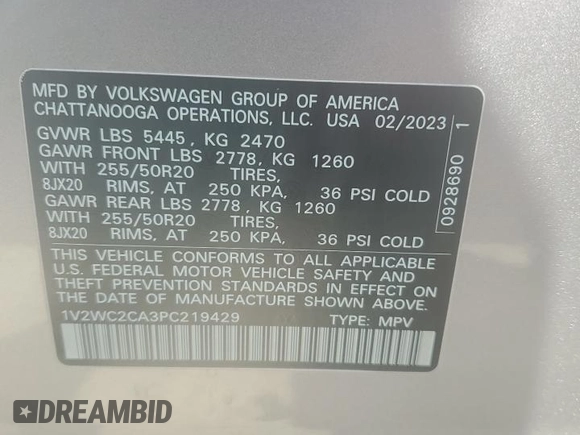 MFD BY VOLKSWAGEN GROUP OF AMERICA
CHATTANOOGA OPERATIONS, LLC. USA 02/2023
GVWR LBS 5445, KG 2470
GAWR FRONT LBS 2778, KG 1260
WITH 255/50R20 TIRES,
8JX20 RIMS, AT 250 KPA, 36 PSI COLD
GAWR REAR LBS 2778, KG 1260
WITH 255/50R20 TIRES,
8JX20 RIMS, AT 250 KPA, 36 PSI COLD
THIS VEHICLE CONFORMS TO ALL APPLICABLE
U.S. FEDERAL MOTOR VEHICLE SAFETY AND
THEFT PREVENTION STANDARDS IN EFFECT ON
THE DATE OF MANUFACTURE SHOWN ABOVE.
1V2WC2CA3PC219429 TYPE: MPV
0928690 1
DREAMBID